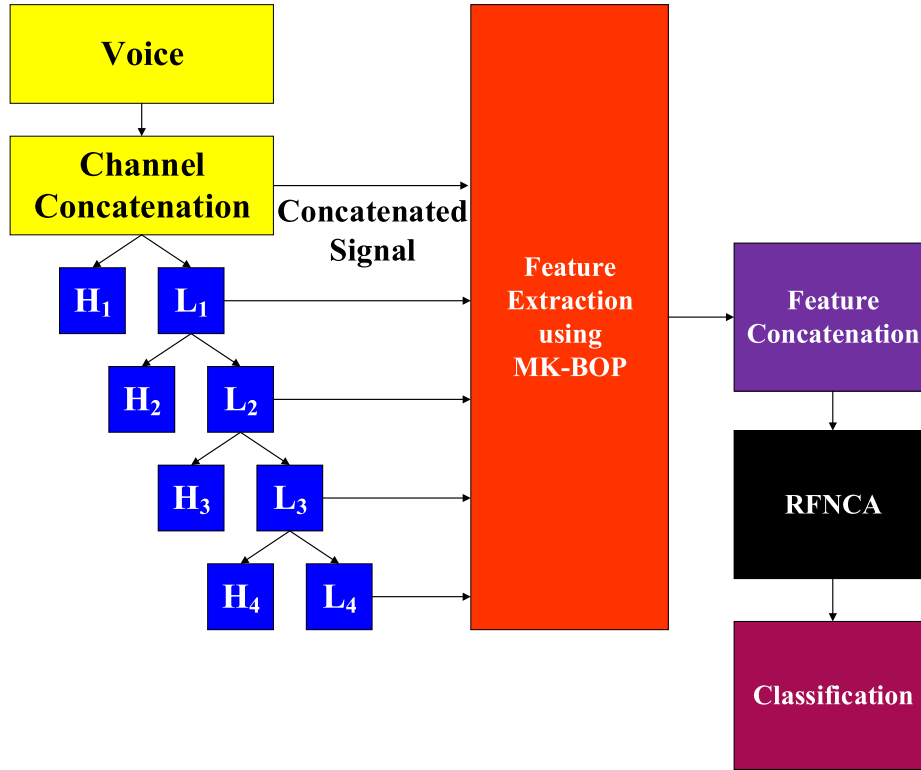 Voice
Channel
Concatenation
Concatenated
Signal
H₁
L₁
H₂
L₂
H₃
L₃
H₄
L₄
Feature
Extraction
using
MK-BOP
Feature
Concatenation
RFNCA
Classification